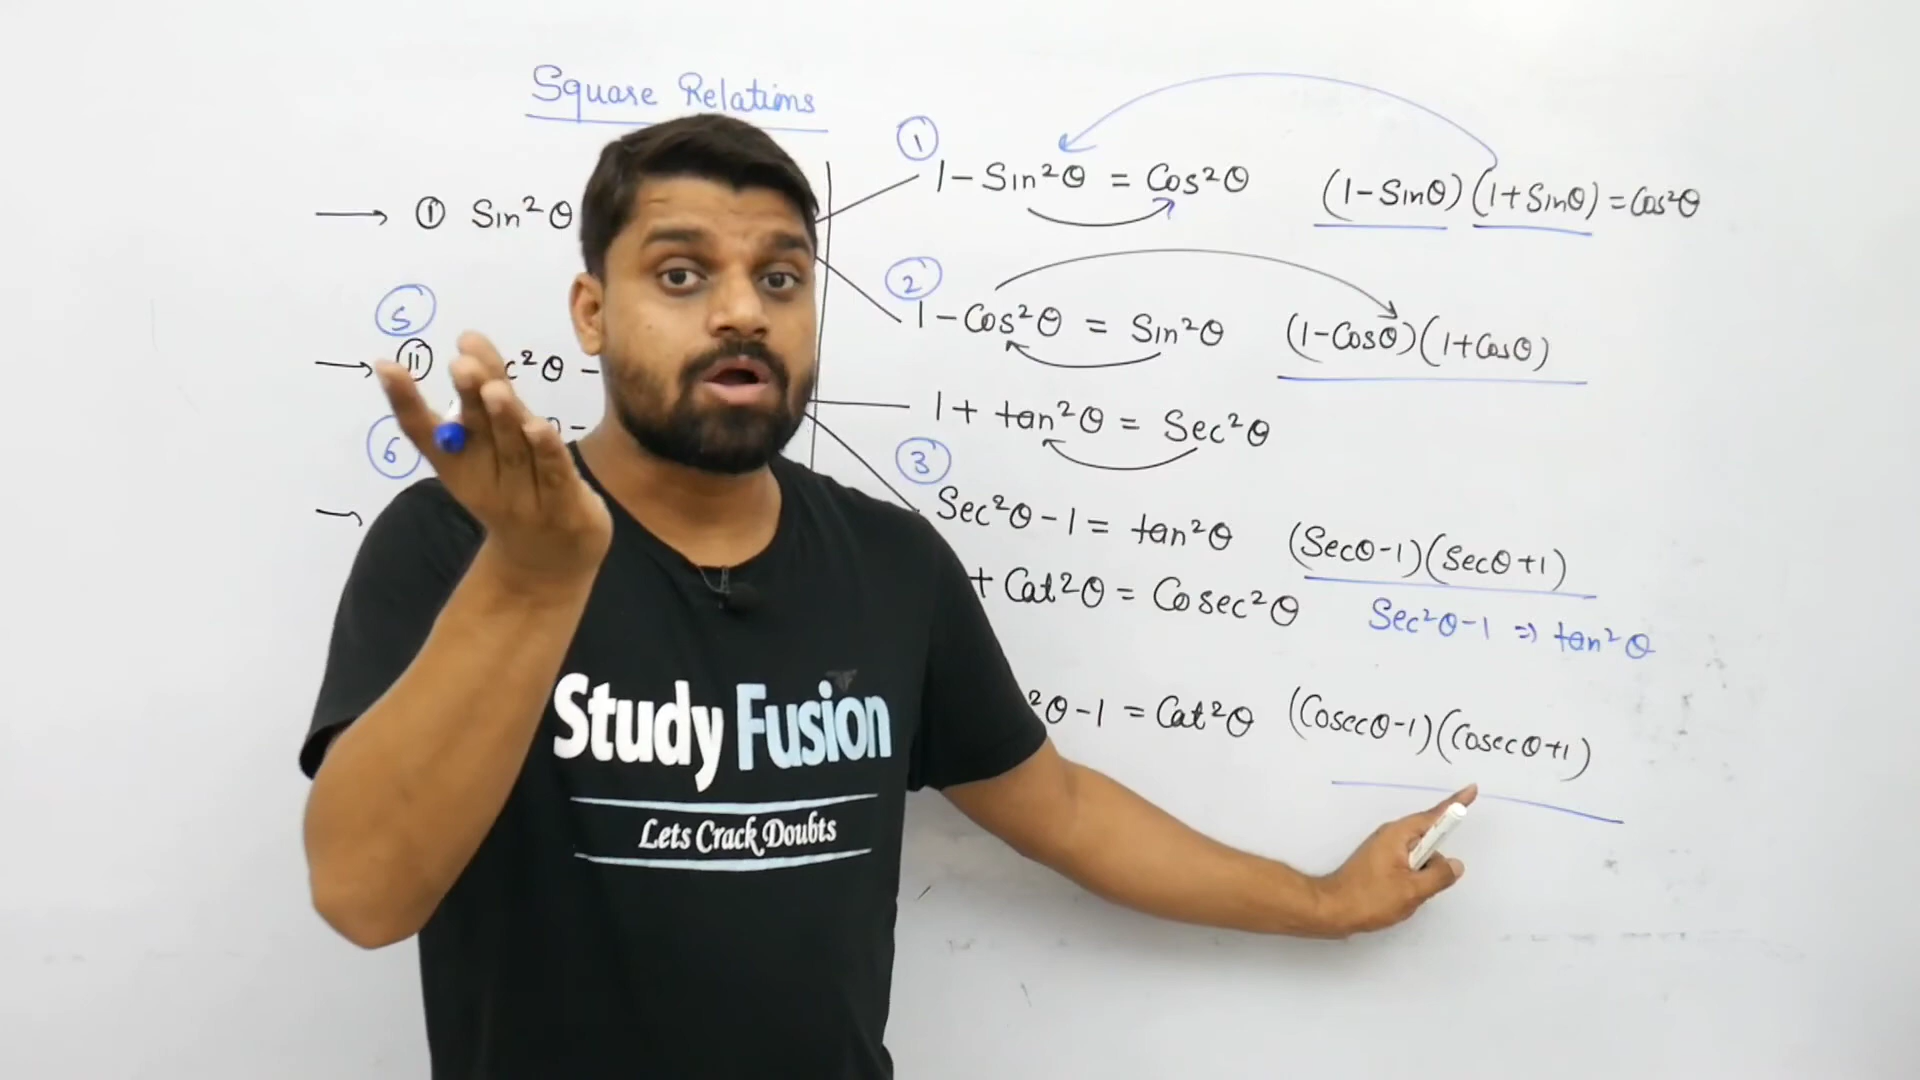 Square Relations
① 1 - Sin²θ = Cos²θ (1 - Sinθ)(1 + Sinθ) = Cos²θ
① Sin²θ
② 1 - Cos²θ = Sin²θ (1 - Cosθ)(1 + Cosθ)
⑤
⑪ c²θ -
1 + tan²θ = Sec²θ
⑥ -
③ Sec²θ - 1 = tan²θ (Secθ - 1)(Secθ + 1)
+ Cot²θ = Cosec²θ Sec²θ - 1 ⇒ tan²θ
²θ - 1 = Cot²θ (Cosecθ - 1)(Cosecθ + 1)
Study Fusion
Lets Crack Doubts